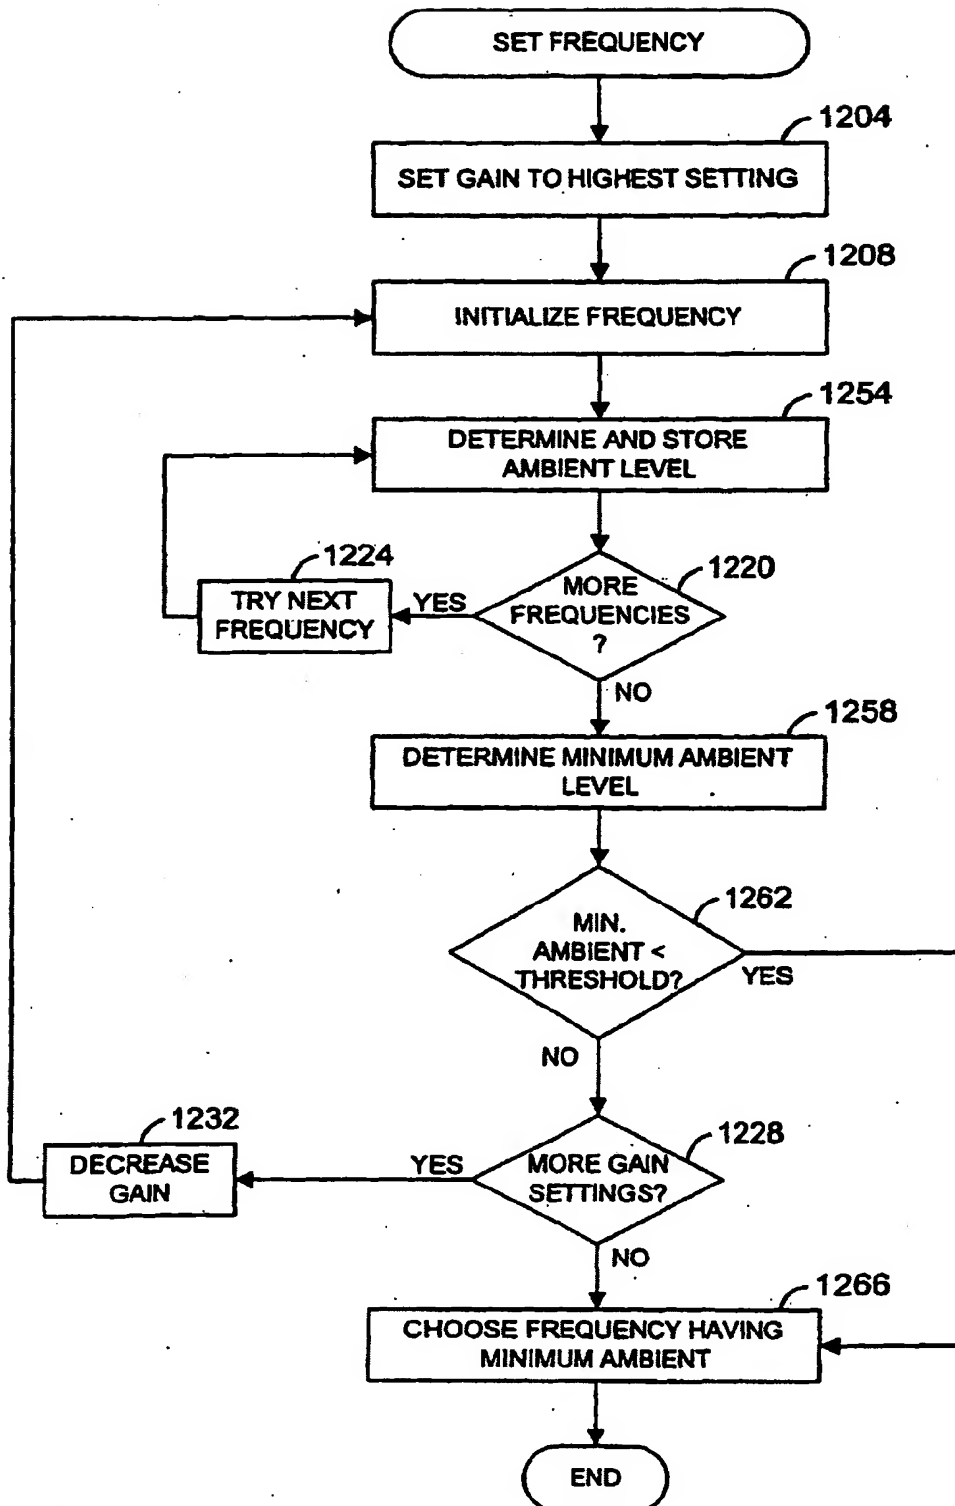 SET FREQUENCY
1204
SET GAIN TO HIGHEST SETTING
1208
INITIALIZE FREQUENCY
1254
DETERMINE AND STORE
AMBIENT LEVEL
1224
TRY NEXT
FREQUENCY
YES
1220
MORE
FREQUENCIES
?
NO
1258
DETERMINE MINIMUM AMBIENT
LEVEL
1262
MIN.
AMBIENT <
THRESHOLD?
YES
NO
1232
DECREASE
GAIN
YES
1228
MORE GAIN
SETTINGS?
NO
1266
CHOOSE FREQUENCY HAVING
MINIMUM AMBIENT
END